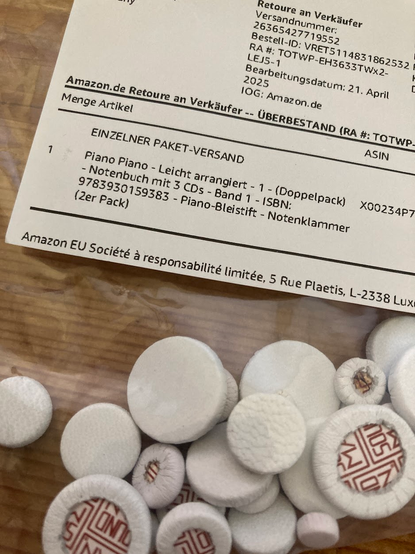 Retoure an Verkäufer
Versandnummer:
26365427719552
Bestell-ID: VRET5114831862532
RA #: TOTWP-EH3633TWx2-
LEJ5-1
Bearbeitungsdatum: 21. April
2025
IOG: Amazon.de
Amazon.de Retoure an Verkäufer -- ÜBERBESTAND (RA #: TOTWP-
Menge Artikel ASIN
EINZELNER PAKET-VERSAND
1 Piano Piano - Leicht arrangiert - 1 - (Doppelpack) X00234P7
- Notenbuch mit 3 CDs - Band 1 - ISBN:
9783930159383 - Piano-Bleistift - Notenklammer
(2er Pack)
Amazon EU Société à responsabilité limitée, 5 Rue Plaetis, L-2338 Lux